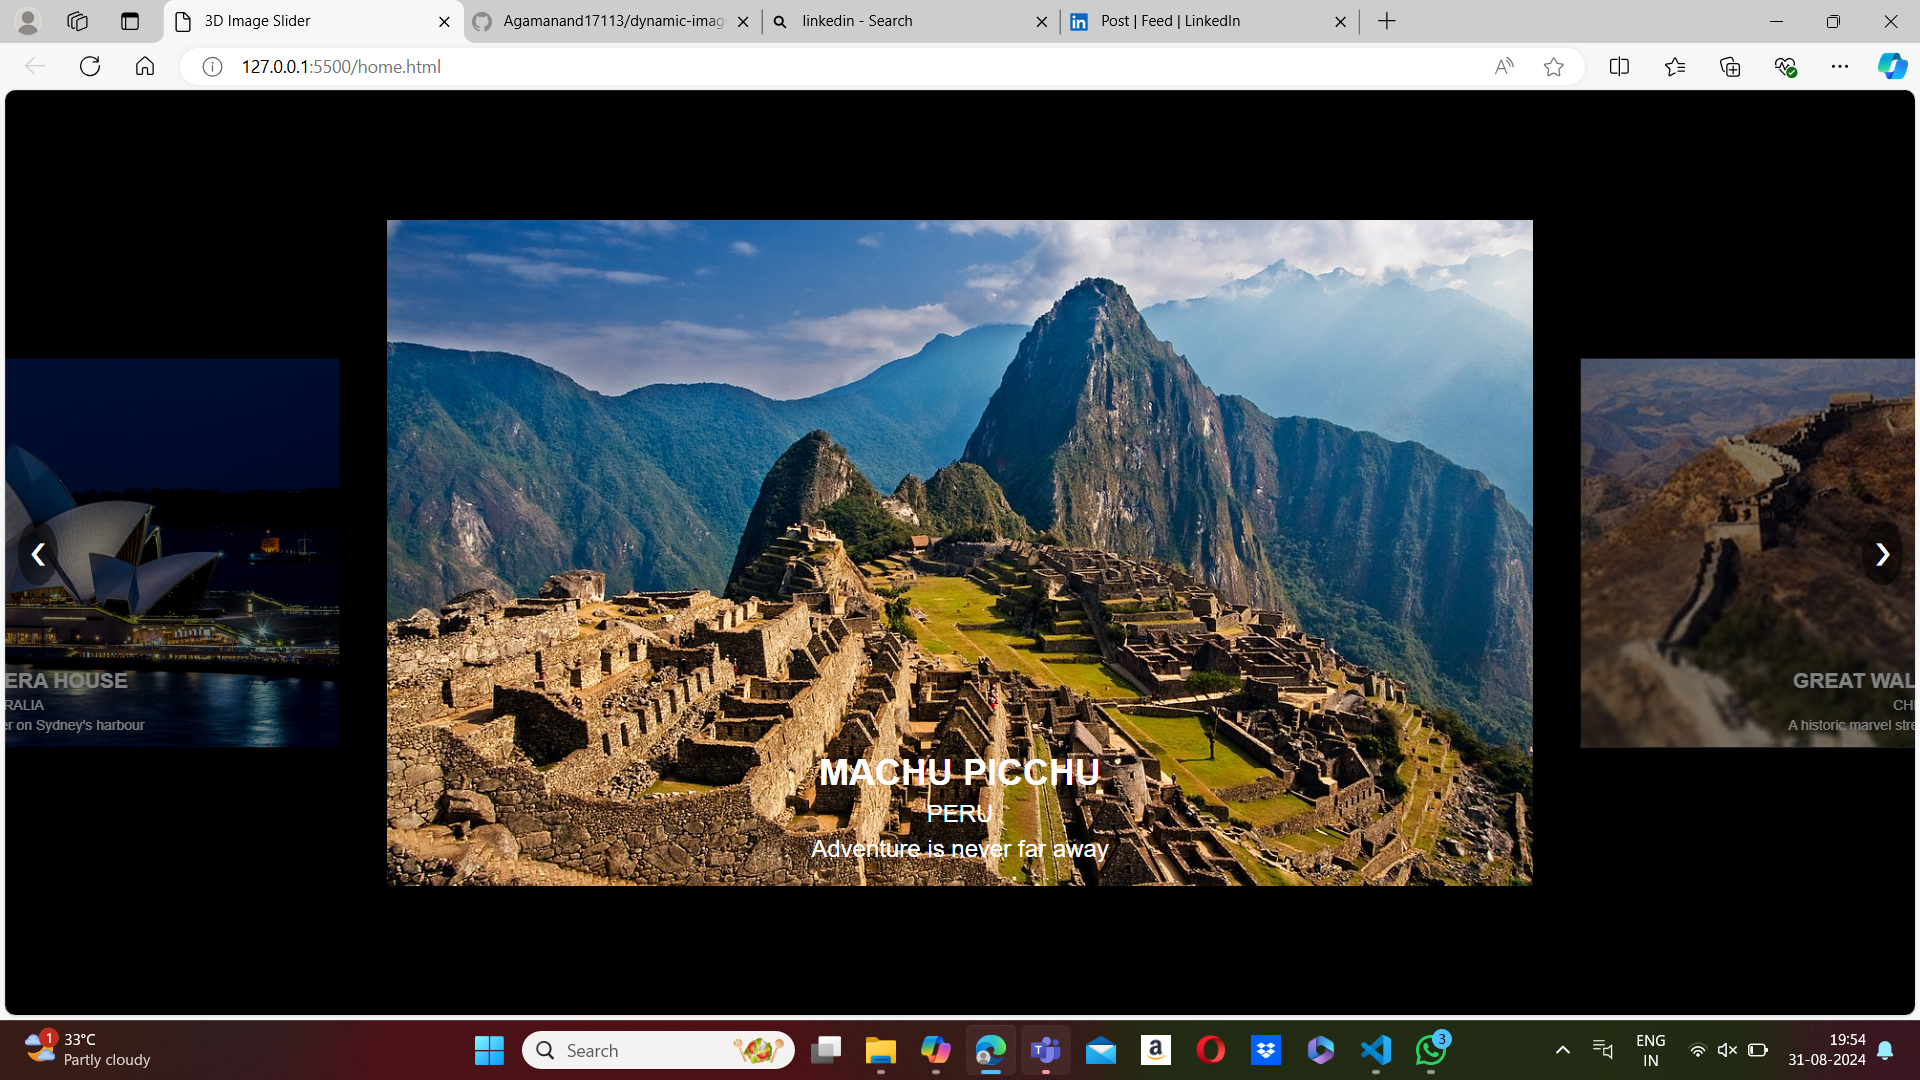 3D Image Slider
Agamanand17113/dynamic-imag
linkedin - Search
Post | Feed | LinkedIn
127.0.0.1:5500/home.html
ERA HOUSE
RALIA
er on Sydney's harbour
❮
MACHU PICCHU
PERU
Adventure is never far away
❯
GREAT WAL
CHI
A historic marvel stre
1
33°C
Partly cloudy
Search
3
ENG
IN
19:54
31-08-2024